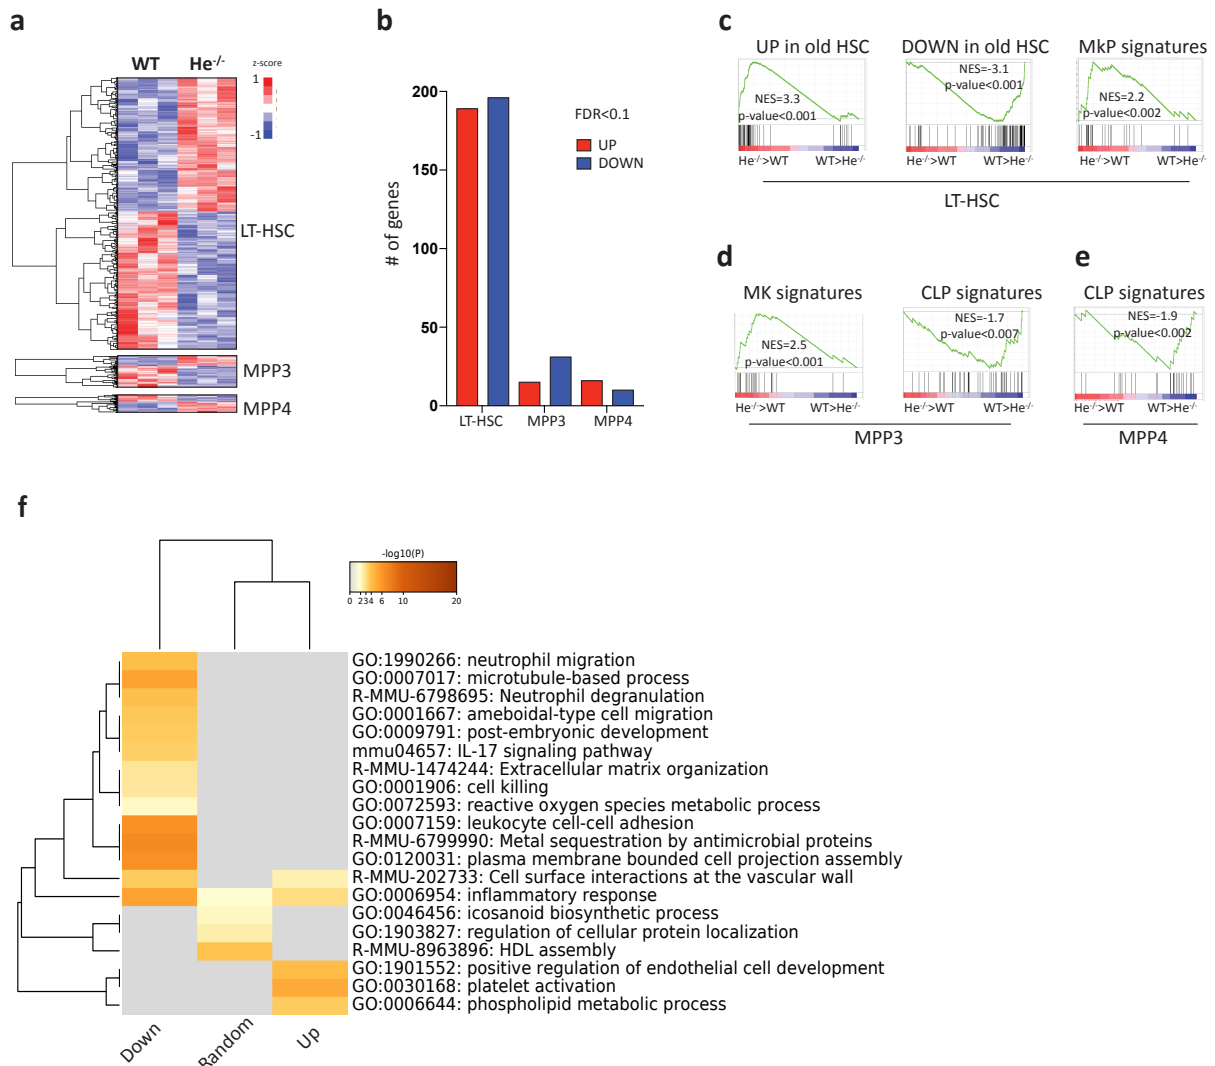 a
WT He-/-
z-score
1
-1
LT-HSC
MPP3
MPP4
b
# of genes
200
150
100
50
0
FDR<0.1
UP
DOWN
LT-HSC MPP3 MPP4
c
UP in old HSC DOWN in old HSC MkP signatures
NES=3.3
p-value<0.001
NES=-3.1
p-value<0.001
NES=2.2
p-value<0.002
He-/->WT WT>He-/- He-/->WT WT>He-/- He-/->WT WT>He-/-
LT-HSC
d
MK signatures CLP signatures
NES=2.5
p-value<0.001
NES=-1.7
p-value<0.007
He-/->WT WT>He-/- He-/->WT WT>He-/-
MPP3
e
CLP signatures
NES=-1.9
p-value<0.002
He-/->WT WT>He-/-
MPP4
f
-log10(P)
0 2 3 4 6 10 20
GO:1990266: neutrophil migration
GO:0007017: microtubule-based process
R-MMU-6798695: Neutrophil degranulation
GO:0001667: ameboidal-type cell migration
GO:0009791: post-embryonic development
mmu04657: IL-17 signaling pathway
R-MMU-1474244: Extracellular matrix organization
GO:0001906: cell killing
GO:0072593: reactive oxygen species metabolic process
GO:0007159: leukocyte cell-cell adhesion
R-MMU-6799990: Metal sequestration by antimicrobial proteins
GO:0120031: plasma membrane bounded cell projection assembly
R-MMU-202733: Cell surface interactions at the vascular wall
GO:0006954: inflammatory response
GO:0046456: icosanoid biosynthetic process
GO:1903827: regulation of cellular protein localization
R-MMU-8963896: HDL assembly
GO:1901552: positive regulation of endothelial cell development
GO:0030168: platelet activation
GO:0006644: phospholipid metabolic process
Down Random Up